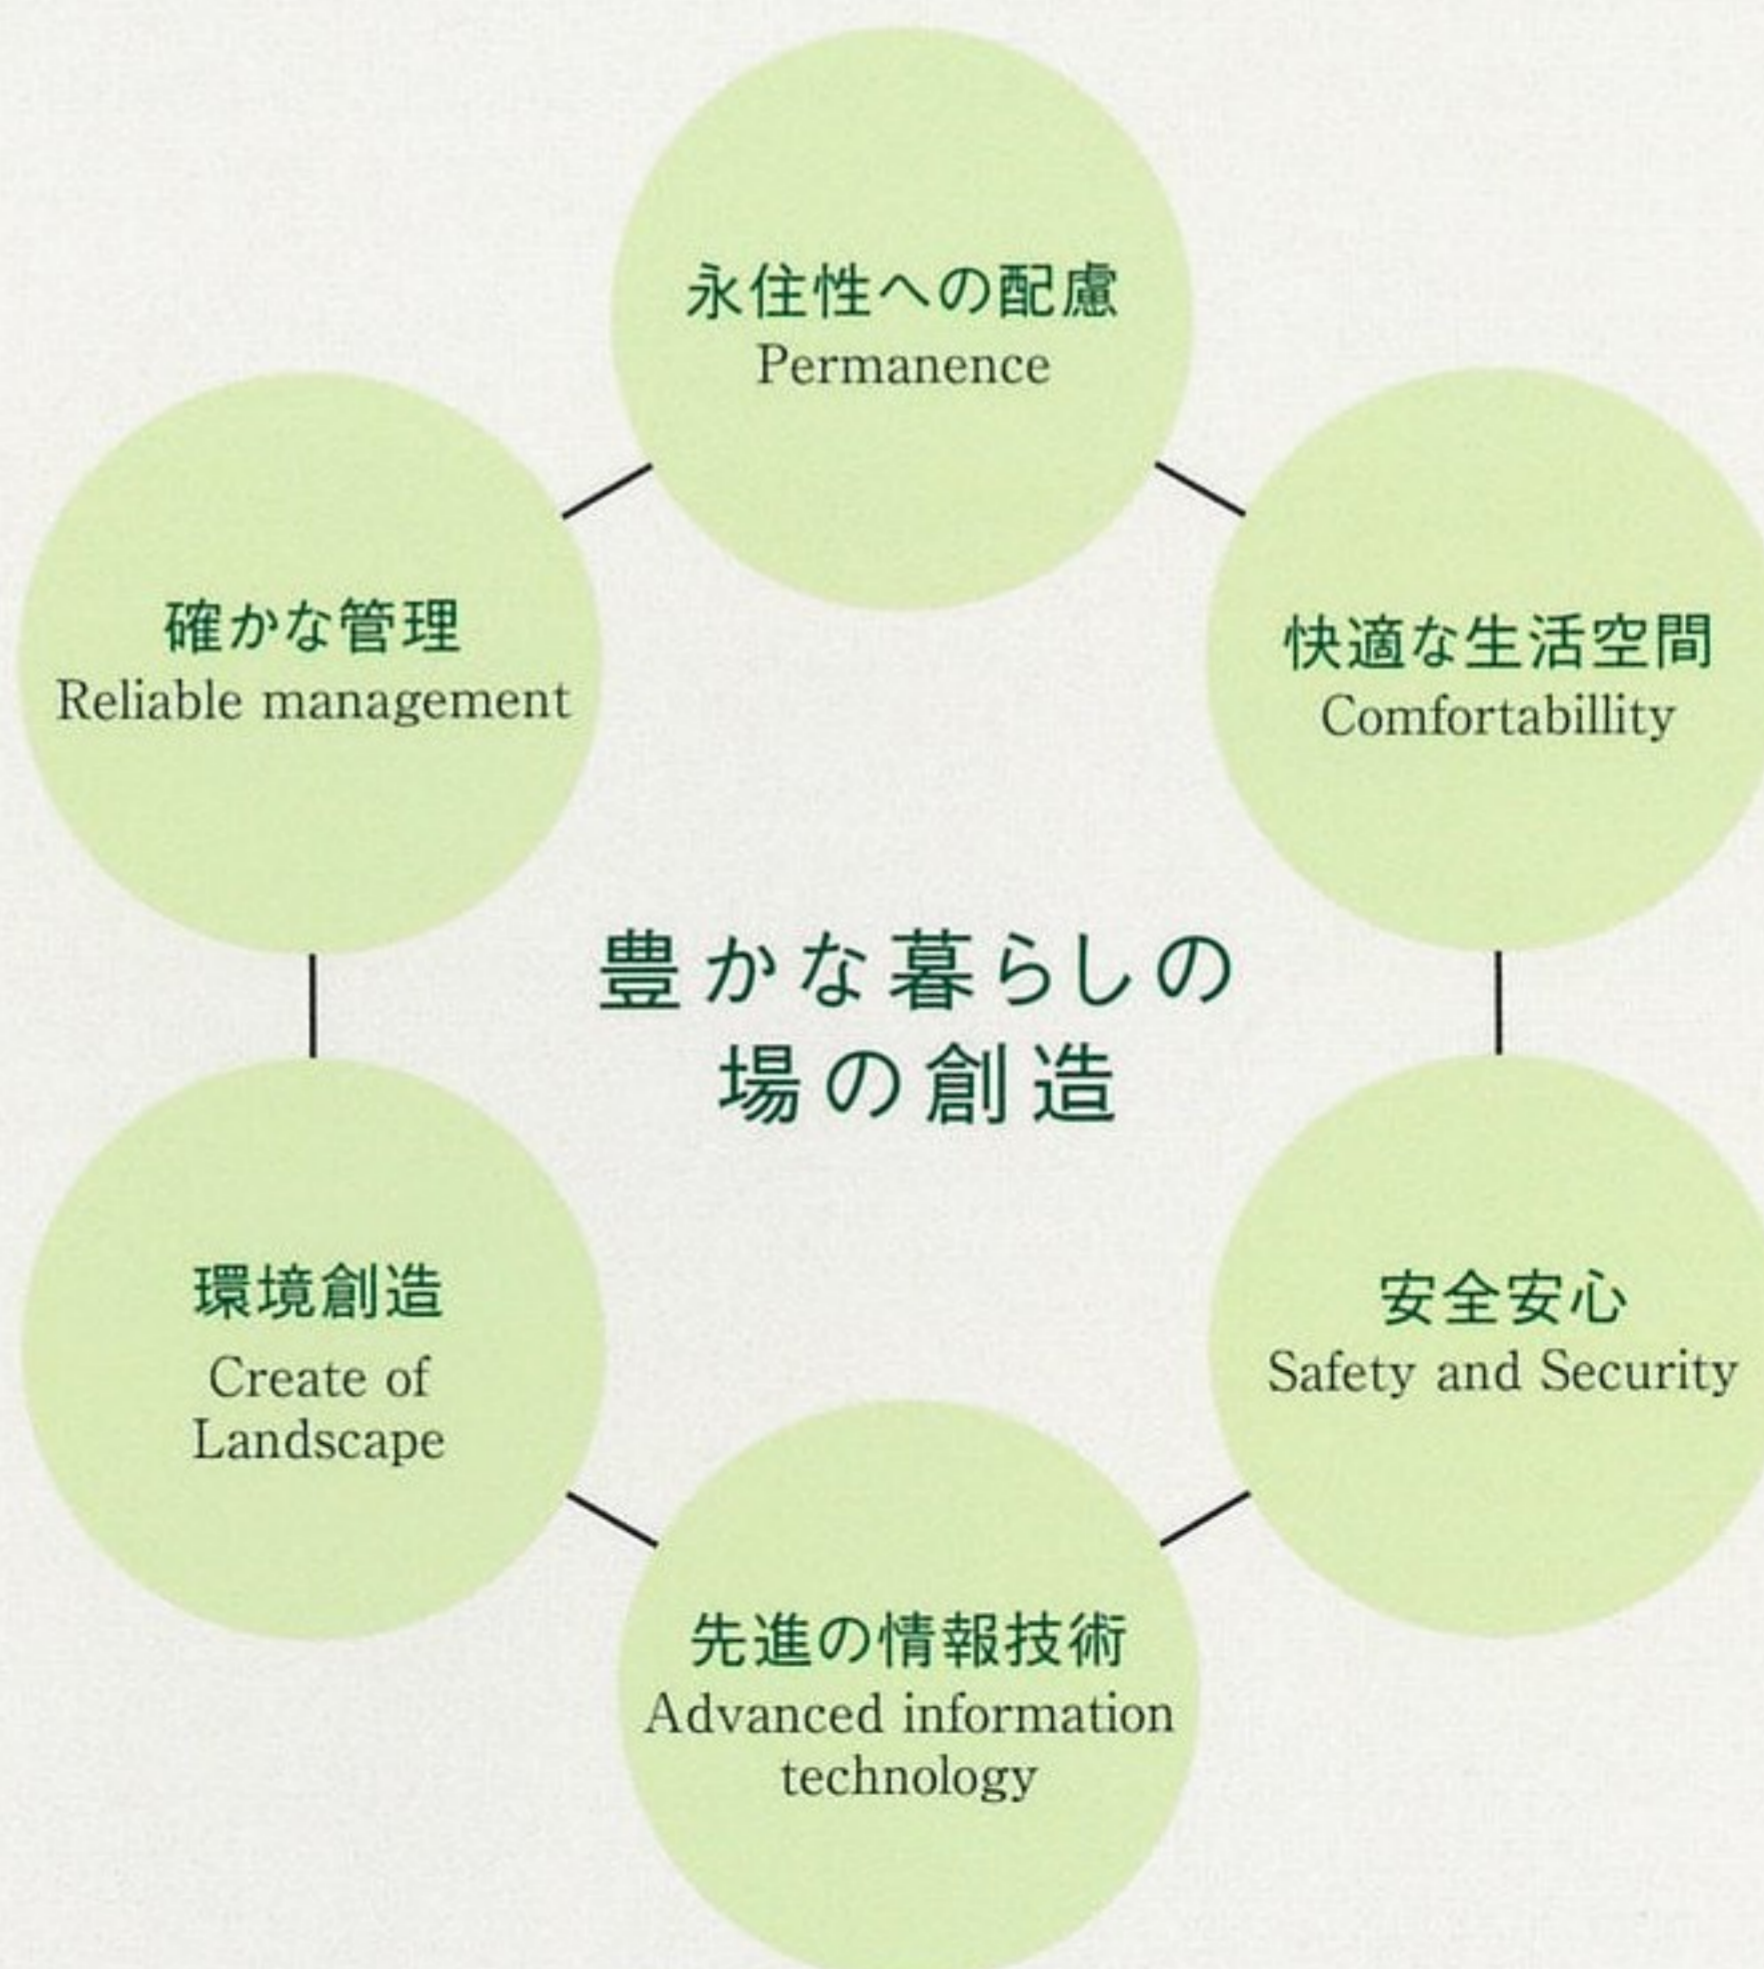 永住性への配慮
Permanence
快適な生活空間
Comfortabillity
安全安心
Safety and Security
先進の情報技術
Advanced information
technology
環境創造
Create of
Landscape
確かな管理
Reliable management
豊かな暮らしの
場の創造